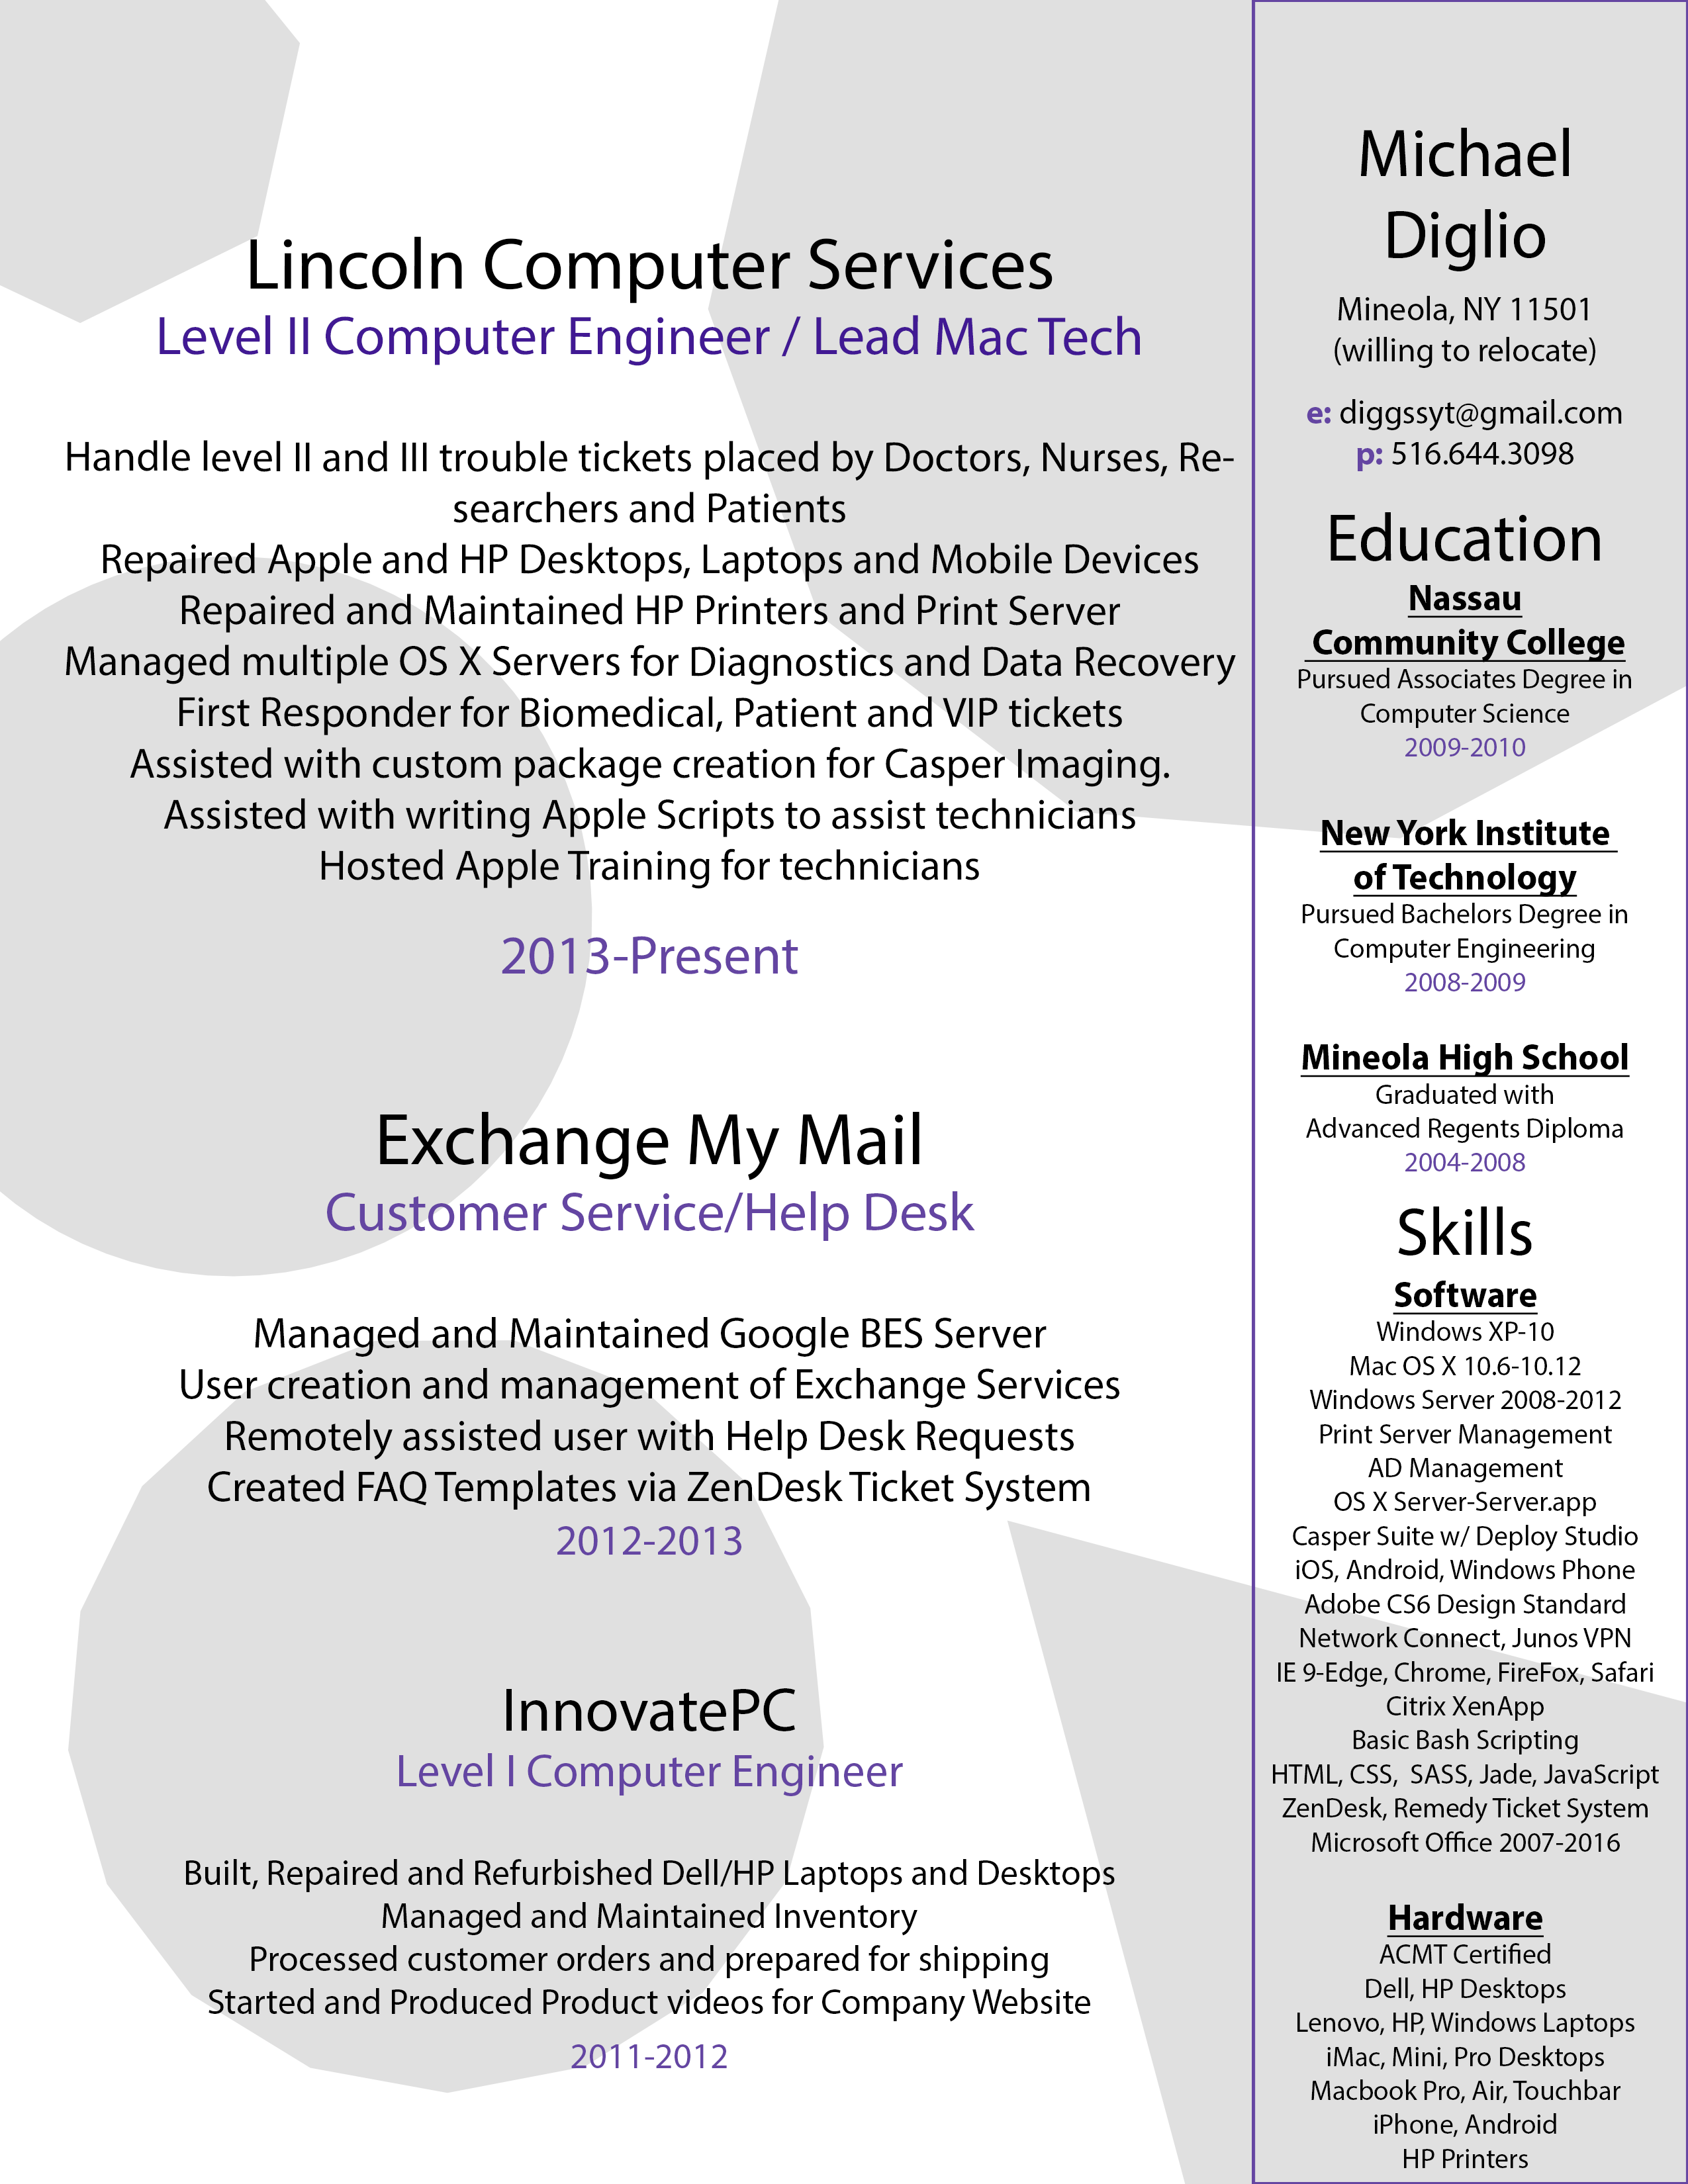 Lincoln Computer Services
Level II Computer Engineer / Lead Mac Tech
Handle level II and III trouble tickets placed by Doctors, Nurses, Re-
searchers and Patients
Repaired Apple and HP Desktops, Laptops and Mobile Devices
Repaired and Maintained HP Printers and Print Server
Managed multiple OS X Servers for Diagnostics and Data Recovery
First Responder for Biomedical, Patient and VIP tickets
Assisted with custom package creation for Casper Imaging.
Assisted with writing Apple Scripts to assist technicians
Hosted Apple Training for technicians
2013-Present
Exchange My Mail
Customer Service/Help Desk
Managed and Maintained Google BES Server
User creation and management of Exchange Services
Remotely assisted user with Help Desk Requests
Created FAQ Templates via ZenDesk Ticket System
2012-2013
InnovatePC
Level I Computer Engineer
Built, Repaired and Refurbished Dell/HP Laptops and Desktops
Managed and Maintained Inventory
Processed customer orders and prepared for shipping
Started and Produced Product videos for Company Website
2011-2012
Michael
Diglio
Mineola, NY 11501
(willing to relocate)
e: diggssyt@gmail.com
p: 516.644.3098
Education
Nassau
Community College
Pursued Associates Degree in
Computer Science
2009-2010
New York Institute
of Technology
Pursued Bachelors Degree in
Computer Engineering
2008-2009
Mineola High School
Graduated with
Advanced Regents Diploma
2004-2008
Skills
Software
Windows XP-10
Mac OS X 10.6-10.12
Windows Server 2008-2012
Print Server Management
AD Management
OS X Server-Server.app
Casper Suite w/ Deploy Studio
iOS, Android, Windows Phone
Adobe CS6 Design Standard
Network Connect, Junos VPN
IE 9-Edge, Chrome, FireFox, Safari
Citrix XenApp
Basic Bash Scripting
HTML, CSS, SASS, Jade, JavaScript
ZenDesk, Remedy Ticket System
Microsoft Office 2007-2016
Hardware
ACMT Certified
Dell, HP Desktops
Lenovo, HP, Windows Laptops
iMac, Mini, Pro Desktops
Macbook Pro, Air, Touchbar
iPhone, Android
HP Printers